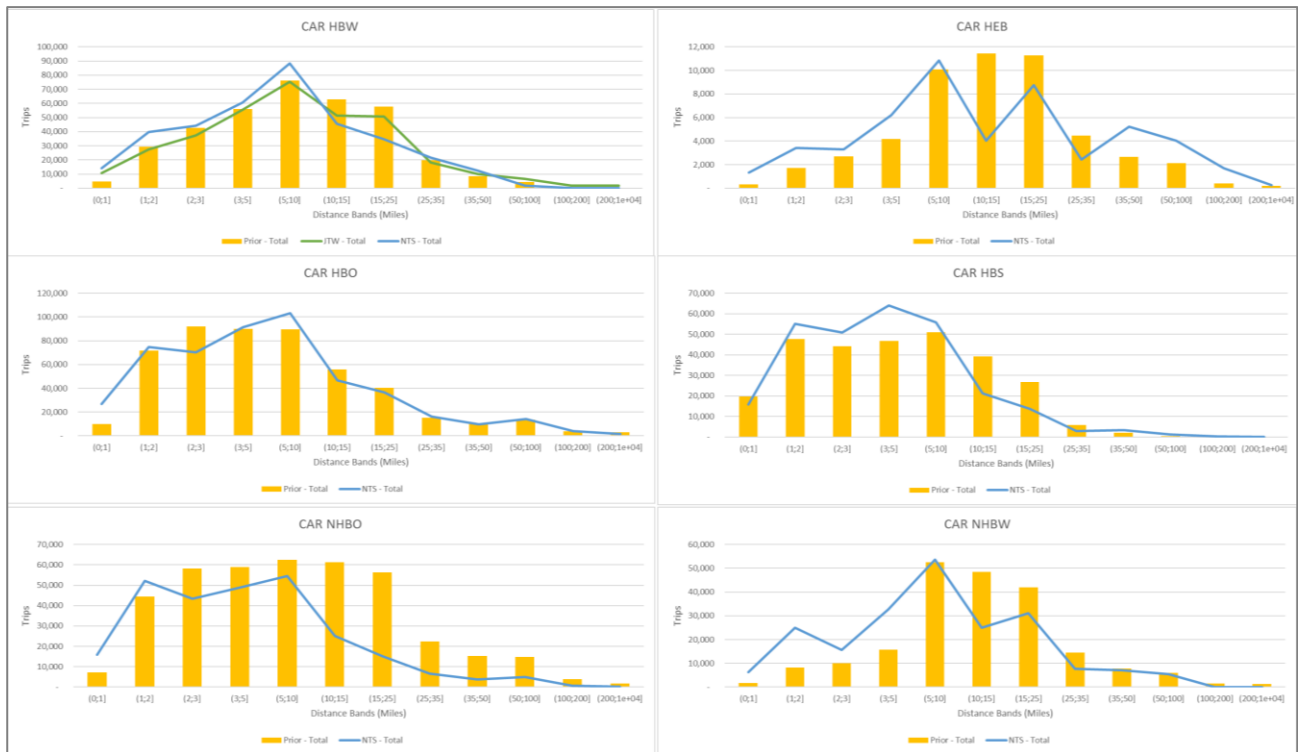 CAR HBW
100,000
90,000
80,000
70,000
60,000
50,000
40,000
30,000
20,000
10,000
-
Trips
(0;1] (1;2] (2;3] (3;5] (5;10] (10;15] (15;25] (25;35] (35;50] (50;100] (100;200] (200;1e+04]
Distance Bands (Miles)
Prior - Total JTW - Total NTS - Total
CAR HEB
12,000
10,000
8,000
6,000
4,000
2,000
-
Trips
(0;1] (1;2] (2;3] (3;5] (5;10] (10;15] (15;25] (25;35] (35;50] (50;100] (100;200] (200;1e+04]
Distance Bands (Miles)
Prior - Total NTS - Total
CAR HBO
120,000
100,000
80,000
60,000
40,000
20,000
-
Trips
(0;1] (1;2] (2;3] (3;5] (5;10] (10;15] (15;25] (25;35] (35;50] (50;100] (100;200] (200;1e+04]
Distance Bands (Miles)
Prior - Total NTS - Total
CAR HBS
70,000
60,000
50,000
40,000
30,000
20,000
10,000
-
Trips
(0;1] (1;2] (2;3] (3;5] (5;10] (10;15] (15;25] (25;35] (35;50] (50;100] (100;200] (200;1e+04]
Distance Bands (Miles)
Prior - Total NTS - Total
CAR NHBO
70,000
60,000
50,000
40,000
30,000
20,000
10,000
-
Trips
(0;1] (1;2] (2;3] (3;5] (5;10] (10;15] (15;25] (25;35] (35;50] (50;100] (100;200] (200;1e+04]
Distance Bands (Miles)
Prior - Total NTS - Total
CAR NHBW
60,000
50,000
40,000
30,000
20,000
10,000
-
Trips
(0;1] (1;2] (2;3] (3;5] (5;10] (10;15] (15;25] (25;35] (35;50] (50;100] (100;200] (200;1e+04]
Distance Bands (Miles)
Prior - Total NTS - Total